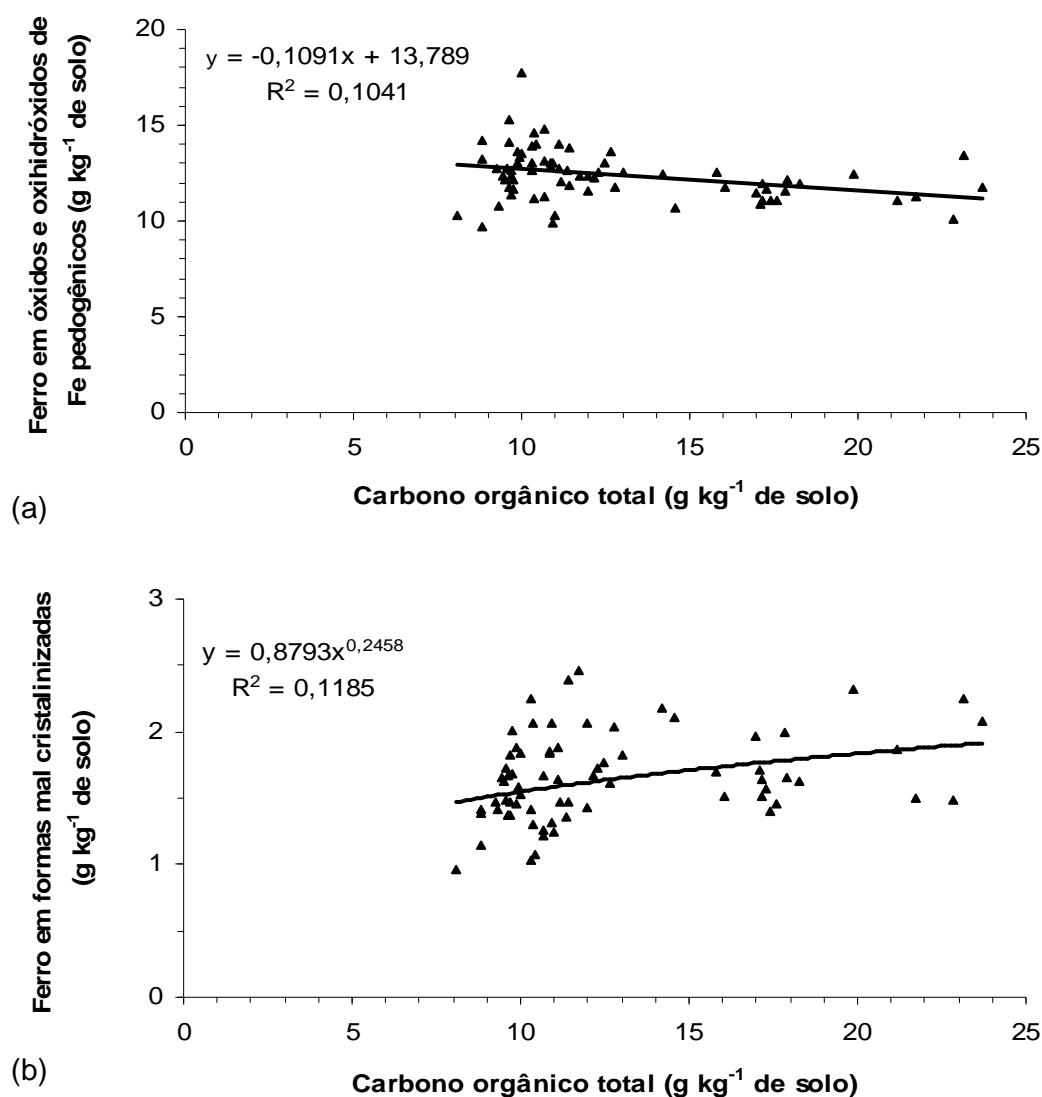 Ferro em óxidos e oxihidróxidos de
Fe pedogênicos (g kg⁻¹ de solo)
20
15
10
5
0
y = -0,1091x + 13,789
R² = 0,1041
0 5 10 15 20 25
Carbono orgânico total (g kg⁻¹ de solo)
(a)
Ferro em formas mal cristalinizadas
(g kg⁻¹ de solo)
3
2
1
0
y = 0,8793x⁰,²⁴⁵⁸
R² = 0,1185
0 5 10 15 20 25
Carbono orgânico total (g kg⁻¹ de solo)
(b)